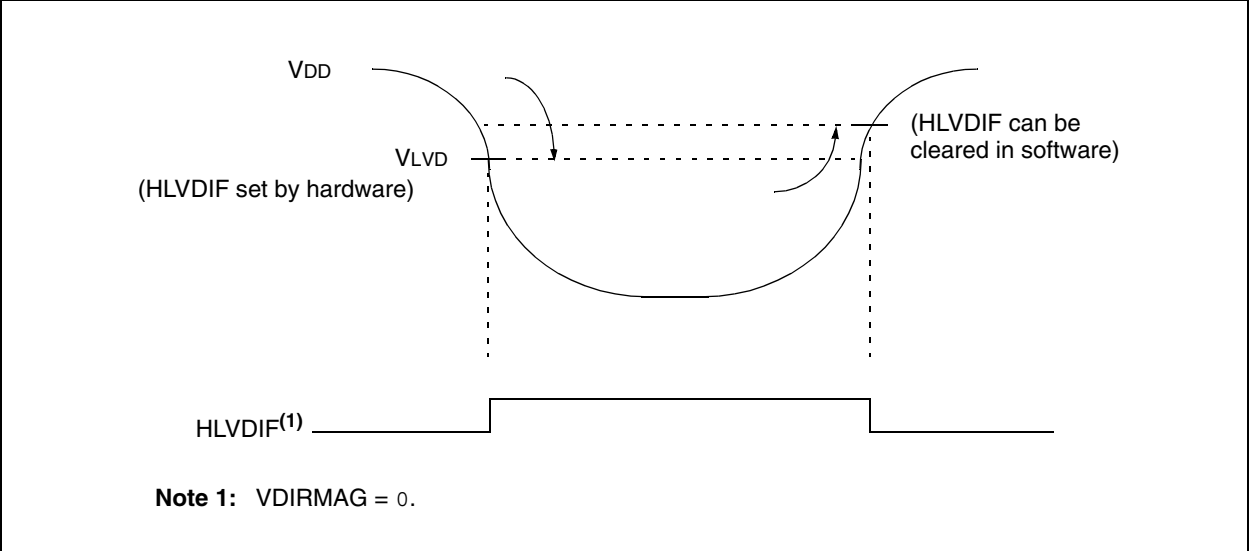 VDD
(HLVDIF can be
cleared in software)
VLVD
(HLVDIF set by hardware)
HLVDIF(1)
Note 1: VDIRMAG = 0.